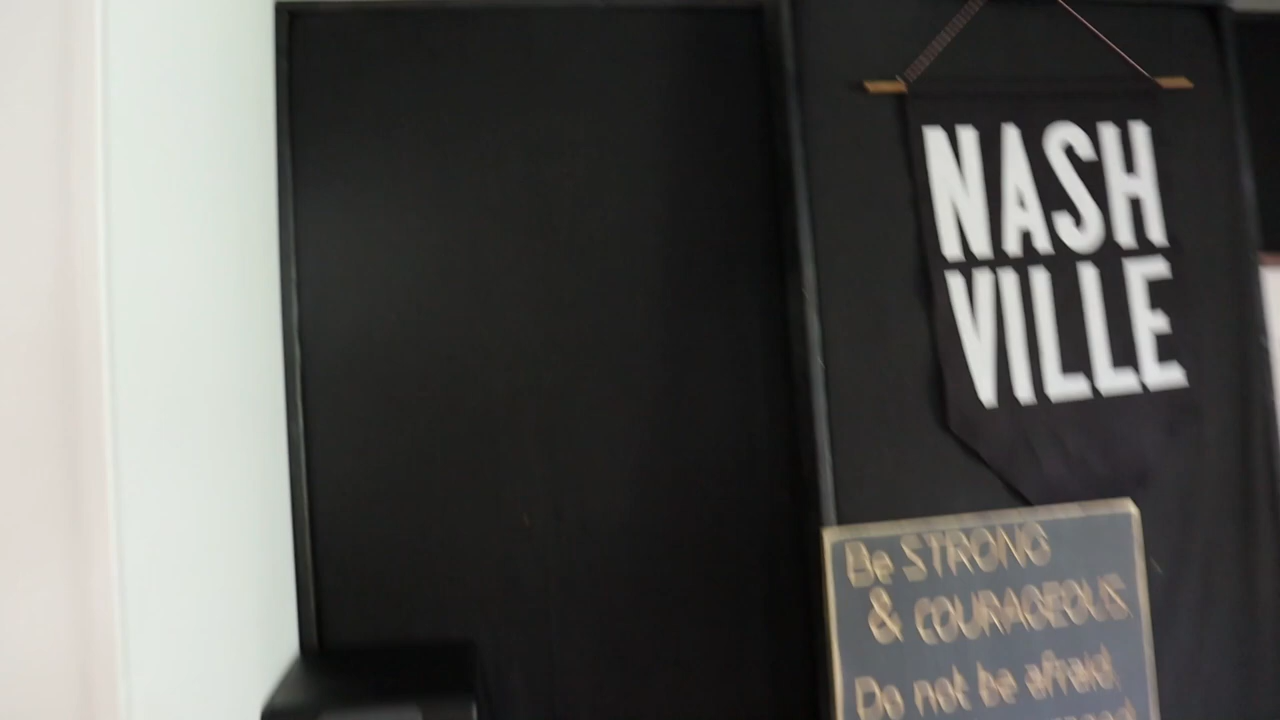 NASH
VILLE
Be STRONG
& COURAGEOUS.
Do not be afraid;